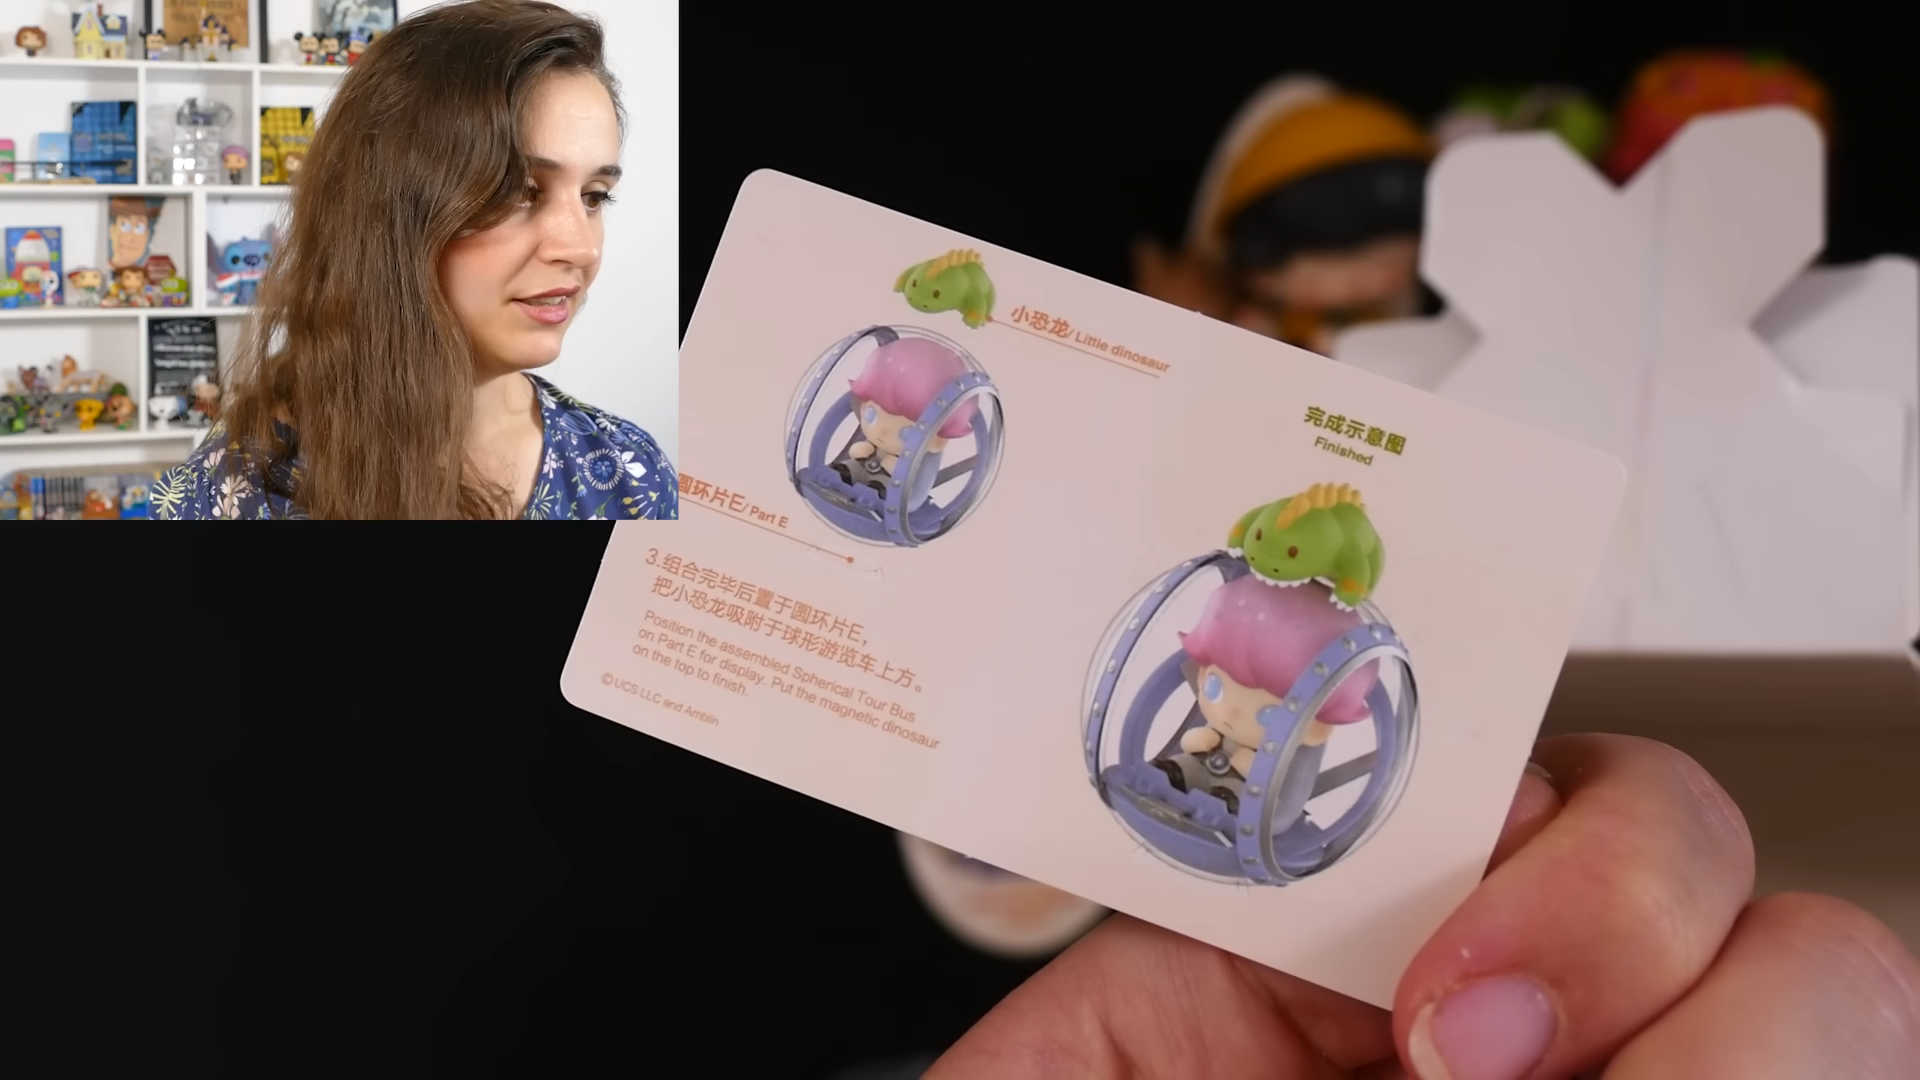 小恐龙/ Little dinosaur
完成示意图
Finished
圆环片E/ Part E
3.组合完毕后置于圆环片E，
把小恐龙吸附于球形游览车上方。
Position the assembled Spherical Tour Bus
on Part E for display. Put the magnetic dinosaur
on the top to finish.
© UCS LLC and Amblin